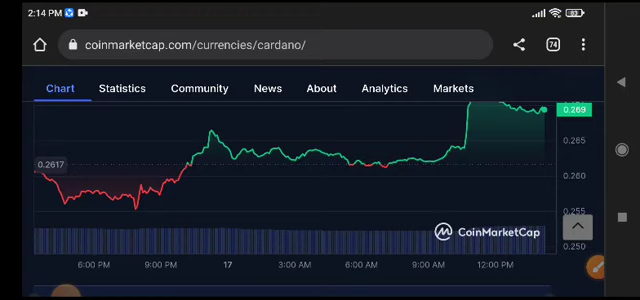 2:14 PM 83
coinmarketcap.com/currencies/cardano/ 74
Chart Statistics Community News About Analytics Markets
0.269
0.265
0.2617
0.260
0.255
CoinMarketCap
0.250
6:00 PM 9:00 PM 17 3:00 AM 6:00 AM 9:00 AM 12:00 PM